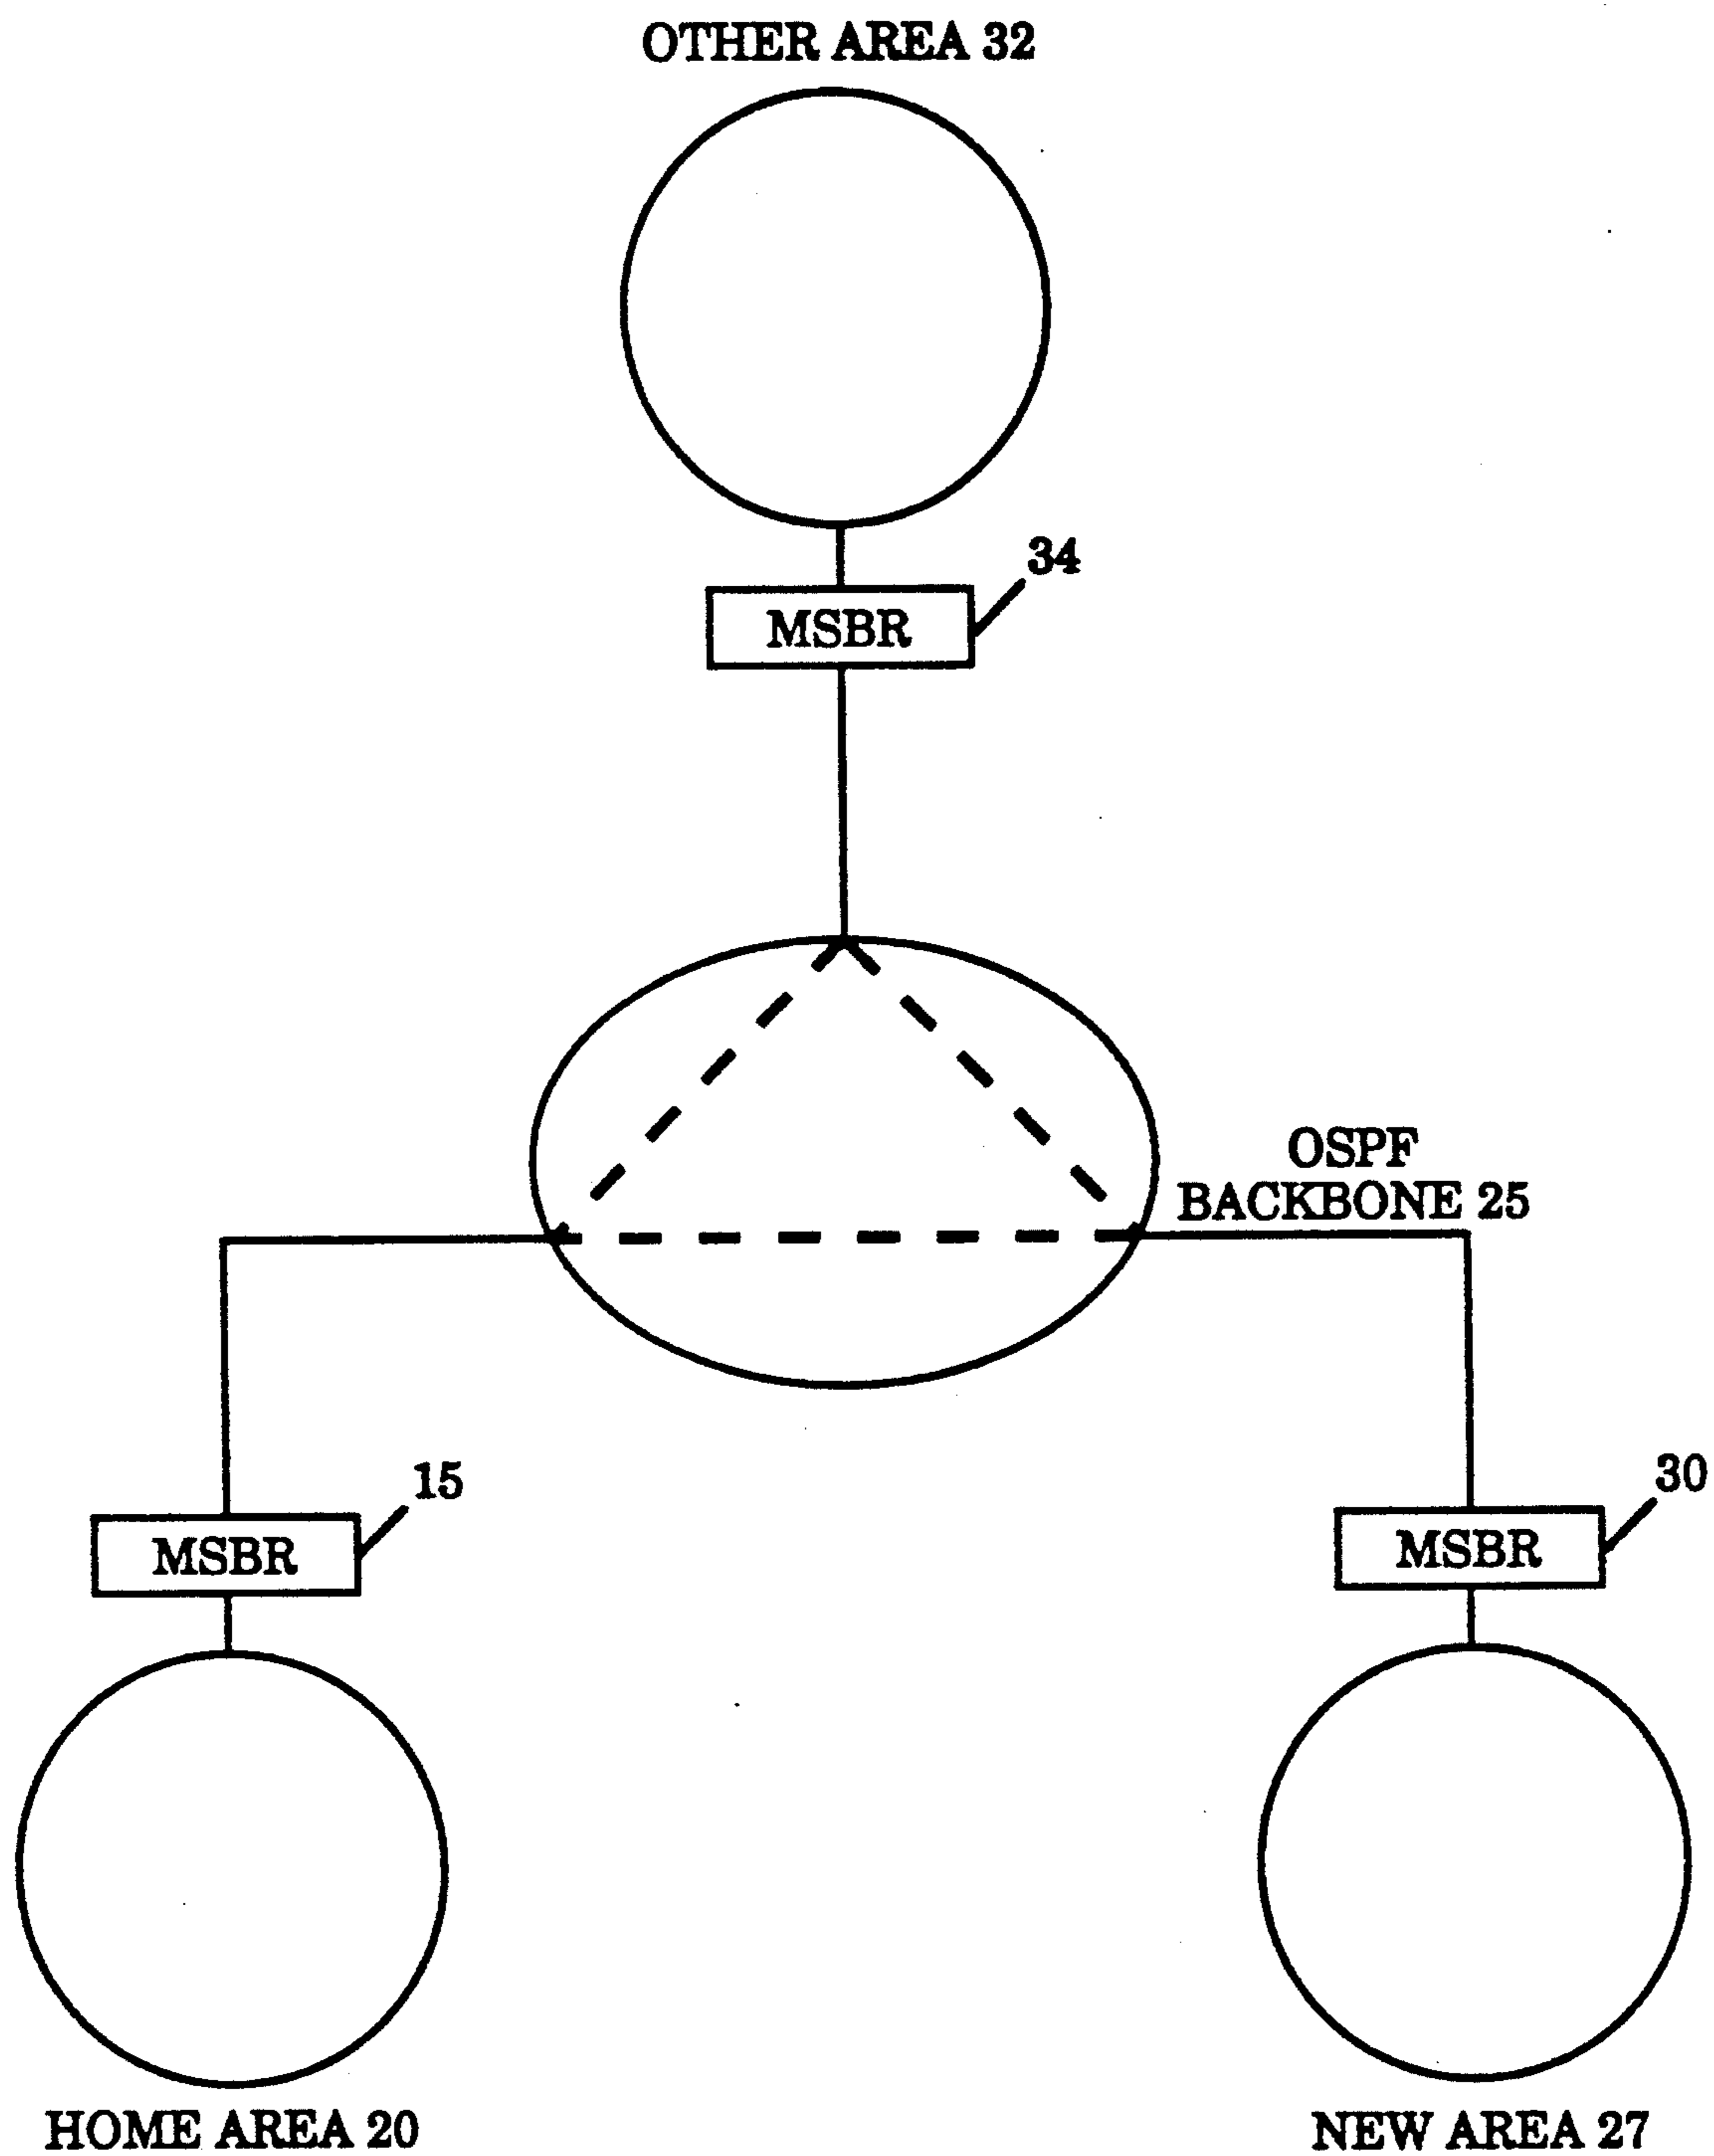 OTHER AREA 32
34
MSBR
OSPF
BACKBONE 25
15
30
MSBR
MSBR
HOME AREA 20
NEW AREA 27